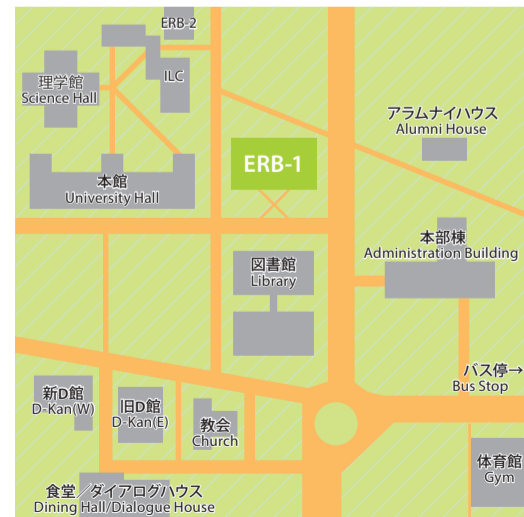 ERB-2
理学館
Science Hall
ILC
アラムナイハウス
Alumni House
ERB-1
本館
University Hall
本部棟
Administration Building
図書館
Library
バス停→
Bus Stop
新D館
D-Kan(W)
旧D館
D-Kan(E)
教会
Church
体育館
Gym
食堂／ダイアログハウス
Dining Hall/Dialogue House